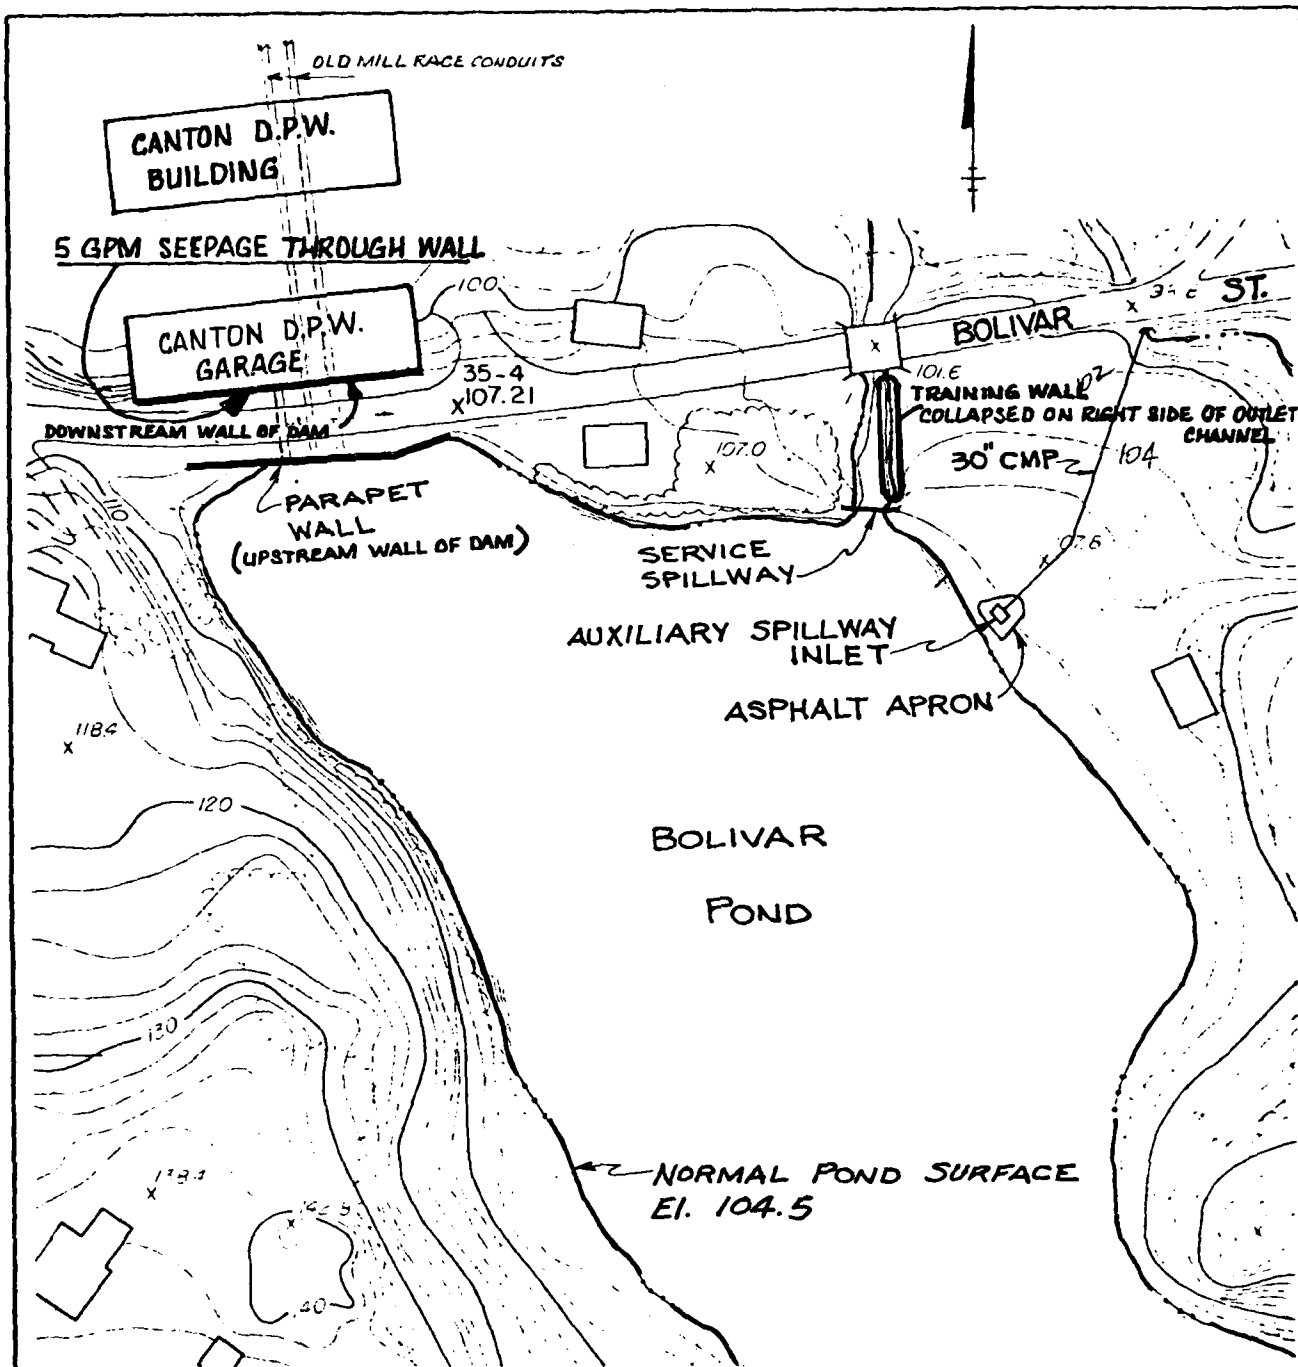 OLD MILL RACE CONDUITS
CANTON D.P.W.
BUILDING
5 GPM SEEPAGE THROUGH WALL
100
CANTON D.P.W.
GARAGE
BOLIVAR ST.
35-4
107.21
101.E
TRAINING WALL
COLLAPSED ON RIGHT SIDE OF OUTLET
CHANNEL
DOWNSTREAM WALL OF DAM
107.0
30" CMP
104
110
PARAPET
WALL
(UPSTREAM WALL OF DAM)
SERVICE
SPILLWAY
AUXILIARY SPILLWAY
INLET
ASPHALT APRON
118.4
120
BOLIVAR
POND
130
NORMAL POND SURFACE
El. 104.5